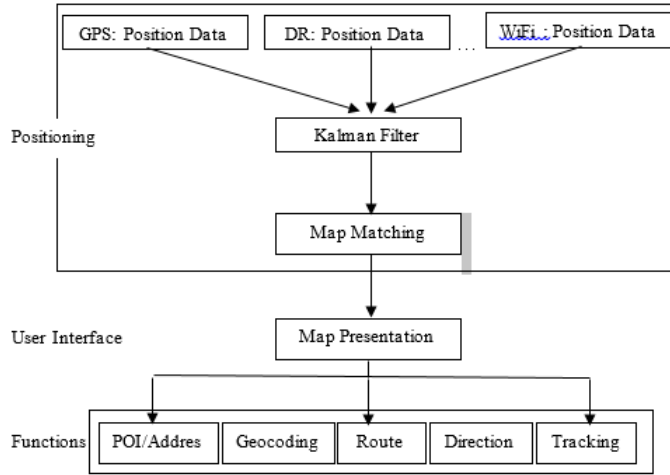 GPS: Position Data
DR: Position Data
...
WiFi : Position Data
Positioning
Kalman Filter
Map Matching
User Interface
Map Presentation
Functions
POI/Addres
Geocoding
Route
Direction
Tracking